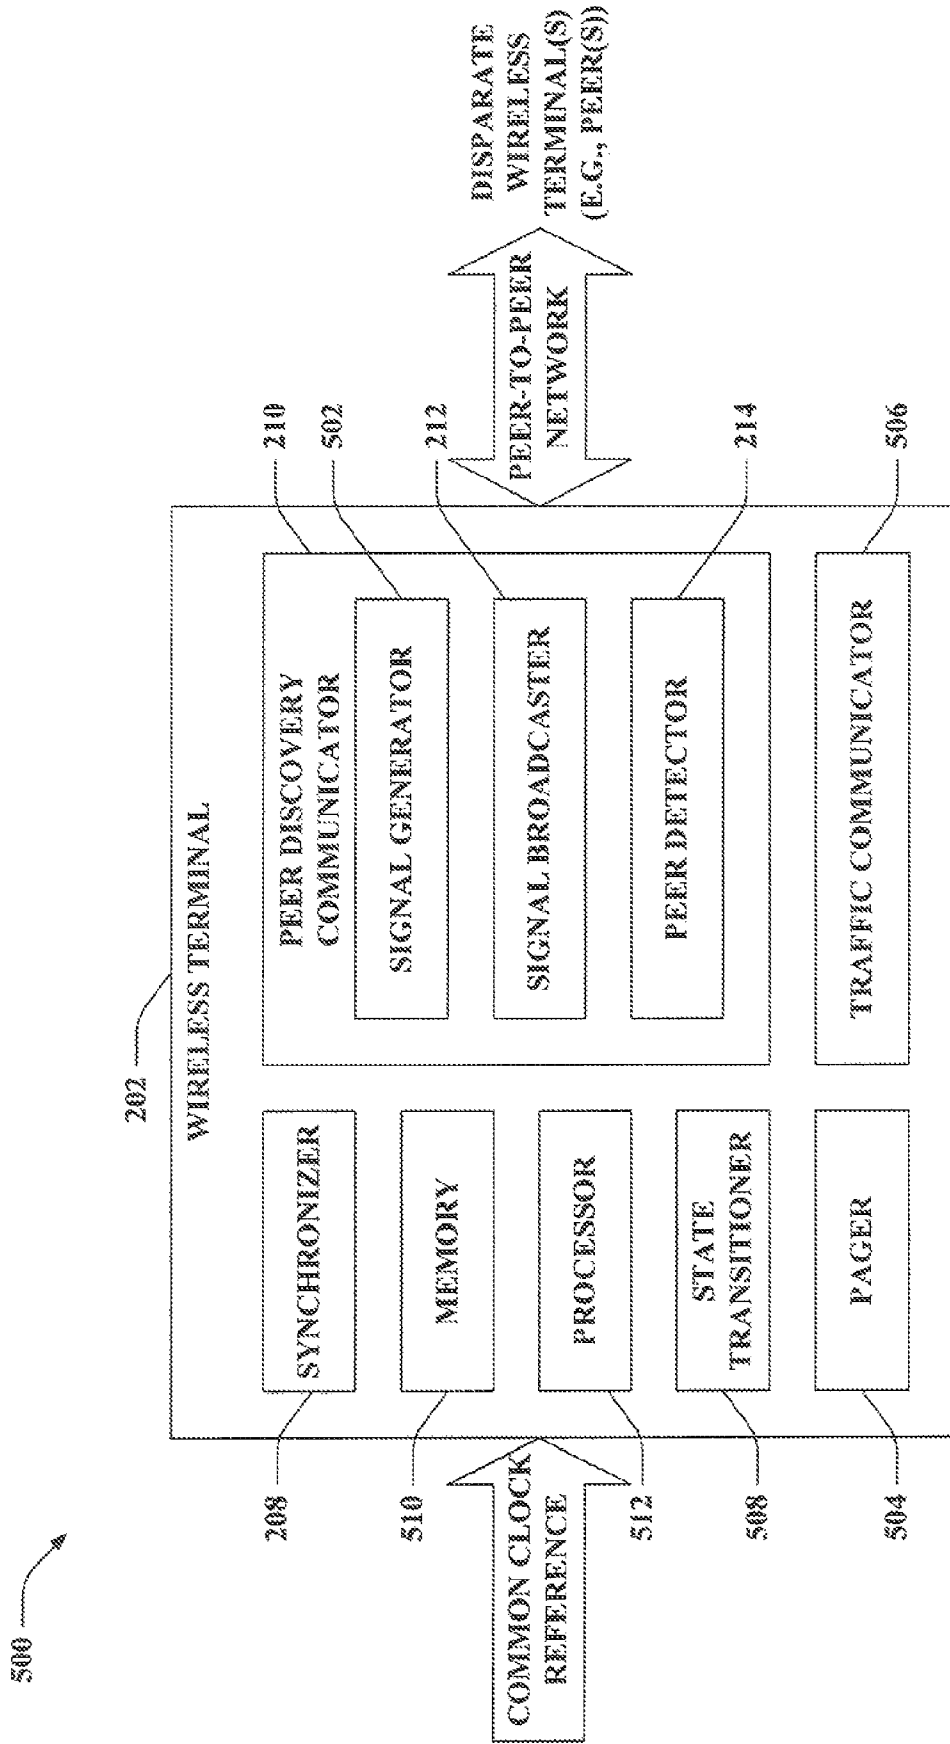 500
202
WIRELESS TERMINAL
208
SYNCHRONIZER
510
MEMORY
512
PROCESSOR
508
STATE
TRANSITIONER
504
PAGER
COMMON CLOCK
REFERENCE
210
PEER DISCOVERY
COMMUNICATOR
502
SIGNAL GENERATOR
212
SIGNAL BROADCASTER
214
PEER DETECTOR
506
TRAFFIC COMMUNICATOR
PEER-TO-PEER
NETWORK
DISPARATE
WIRELESS
TERMINAL(S)
(E.G., PEER(S))